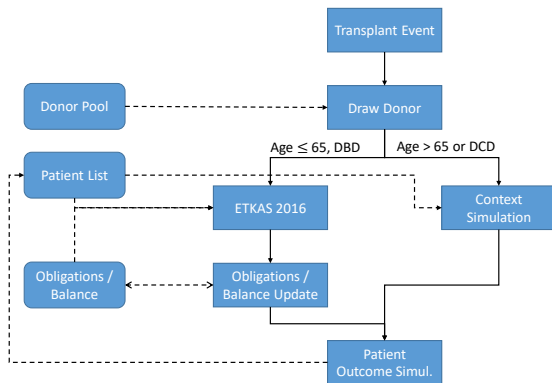 Transplant Event
Donor Pool
Draw Donor
Age ≤ 65, DBD
Age > 65 or DCD
Patient List
ETKAS 2016
Context
Simulation
Obligations /
Balance
Obligations /
Balance Update
Patient
Outcome Simul.